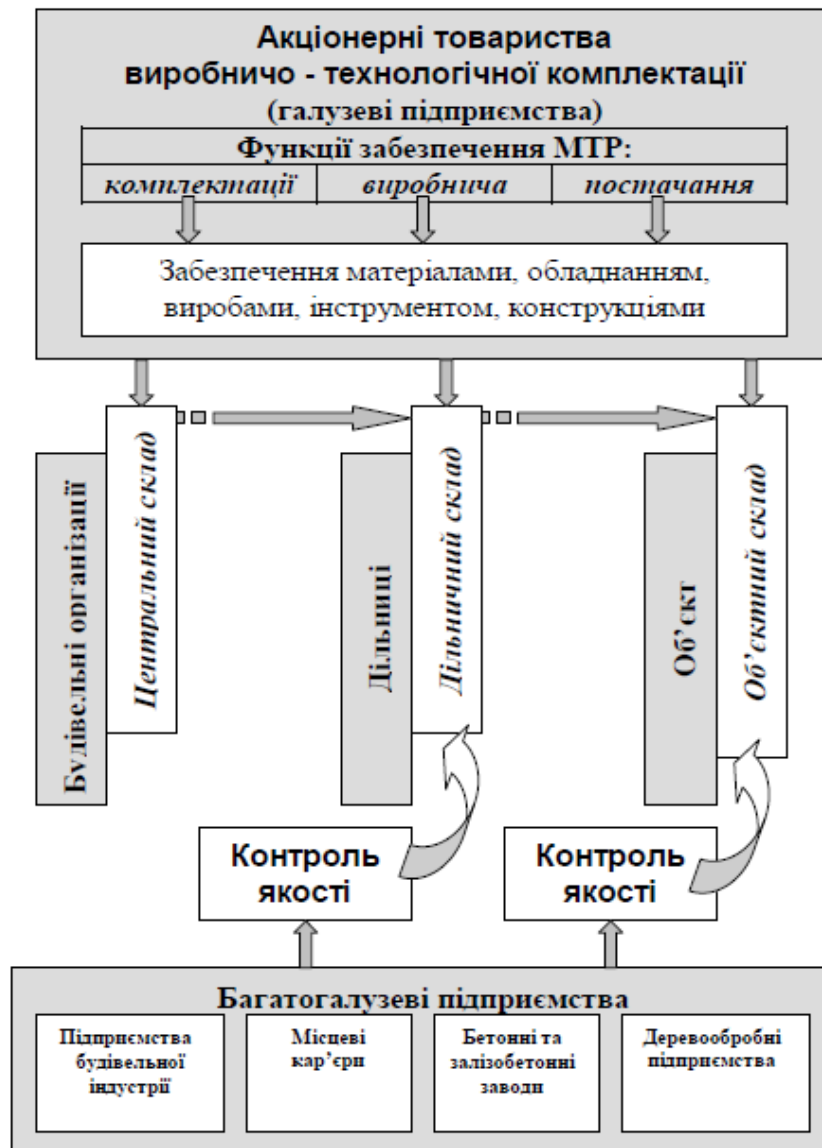 Акціонерні товариства
виробничо - технологічної комплектації
(галузеві підприємства)
Функції забезпечення МТР:
комплектації
виробнича
постачання
Забезпечення матеріалами, обладнанням,
виробами, інструментом, конструкціями
Будівельні організації
Центральний склад
Дільниці
Дільничний склад
Об’єкт
Об’єктний склад
Контроль
якості
Контроль
якості
Багатогалузеві підприємства
Підприємства
будівельної
індустрії
Місцеві
кар’єри
Бетонні та
залізобетонні
заводи
Деревообробні
підприємства